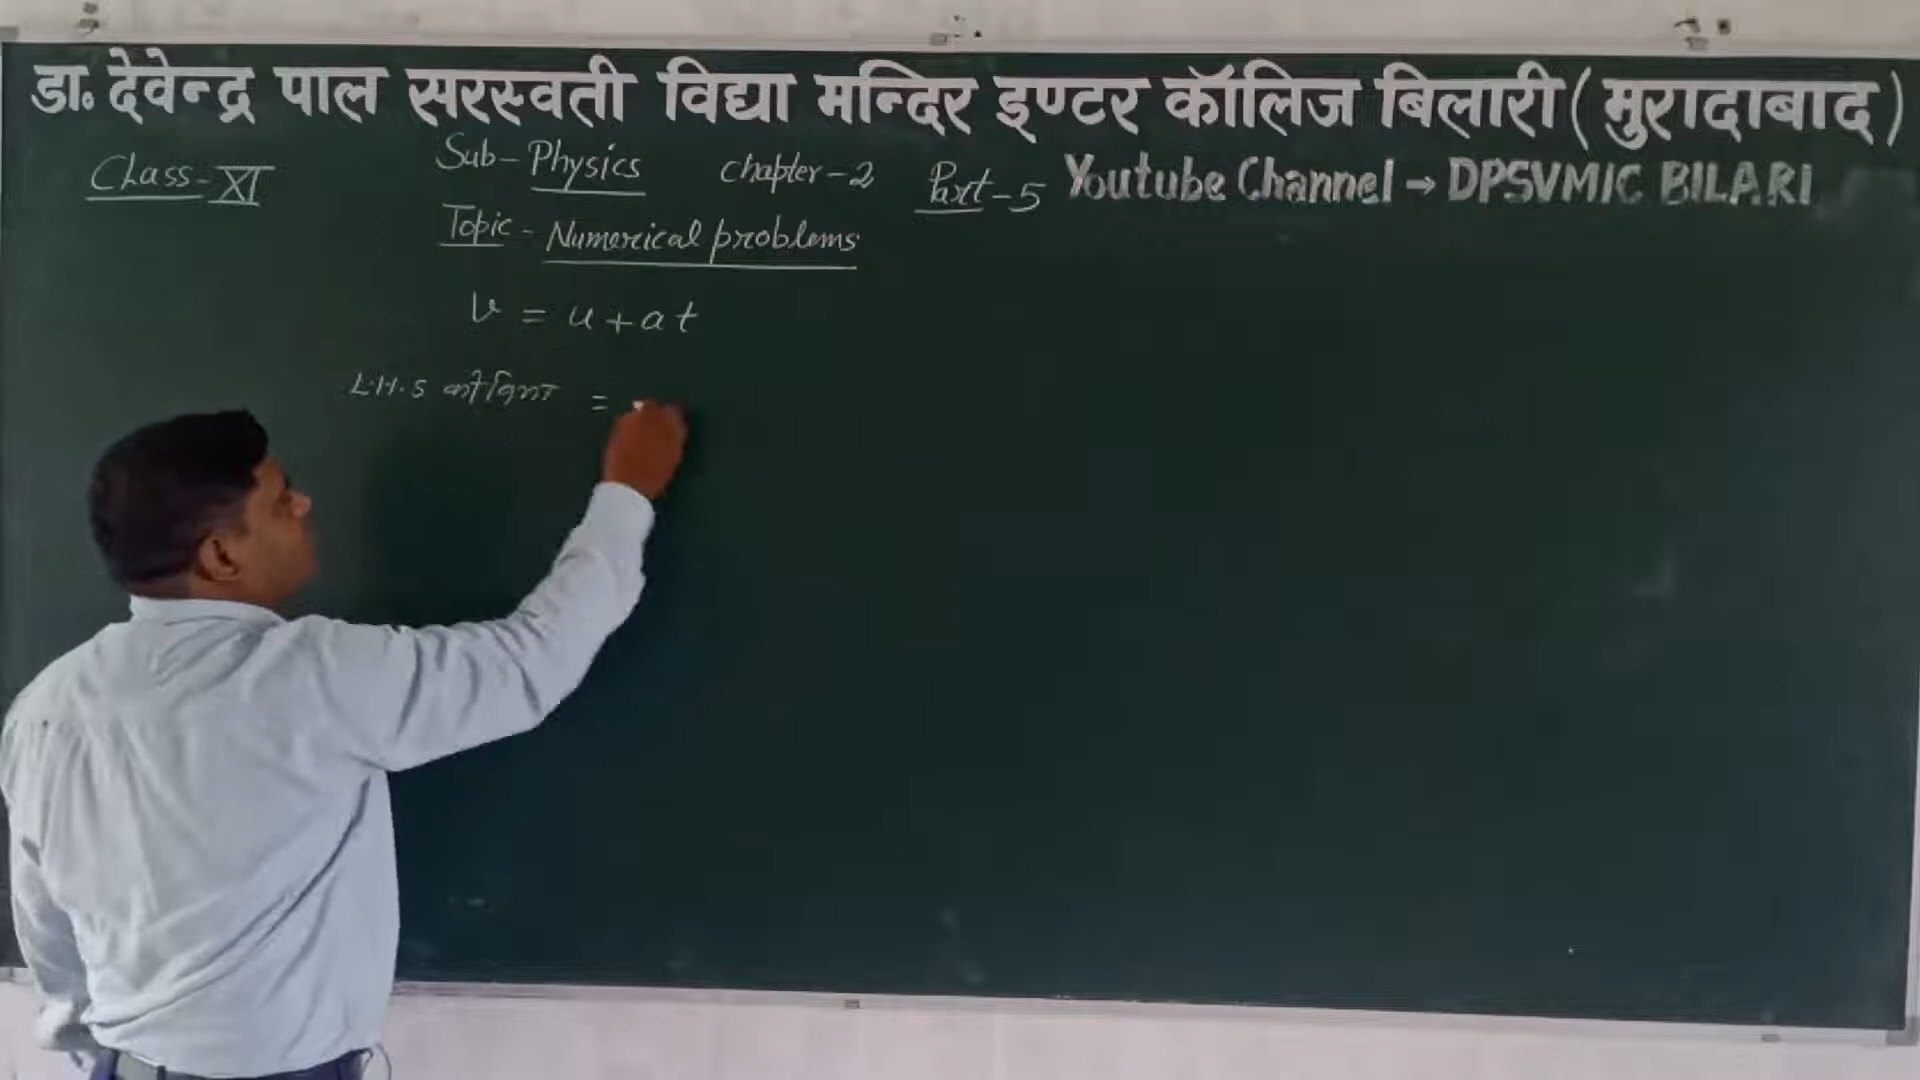 डा. देवेन्द्र पाल सरस्वती विद्या मन्दिर इण्टर कॉलिज बिलारी (मुरादाबाद)
Class-XI Sub-Physics Chapter-2 Part-5 Youtube Channel → DPSVMIC BILARI
Topic - Numerical problems
v = u + at
L.H.S की विमा =